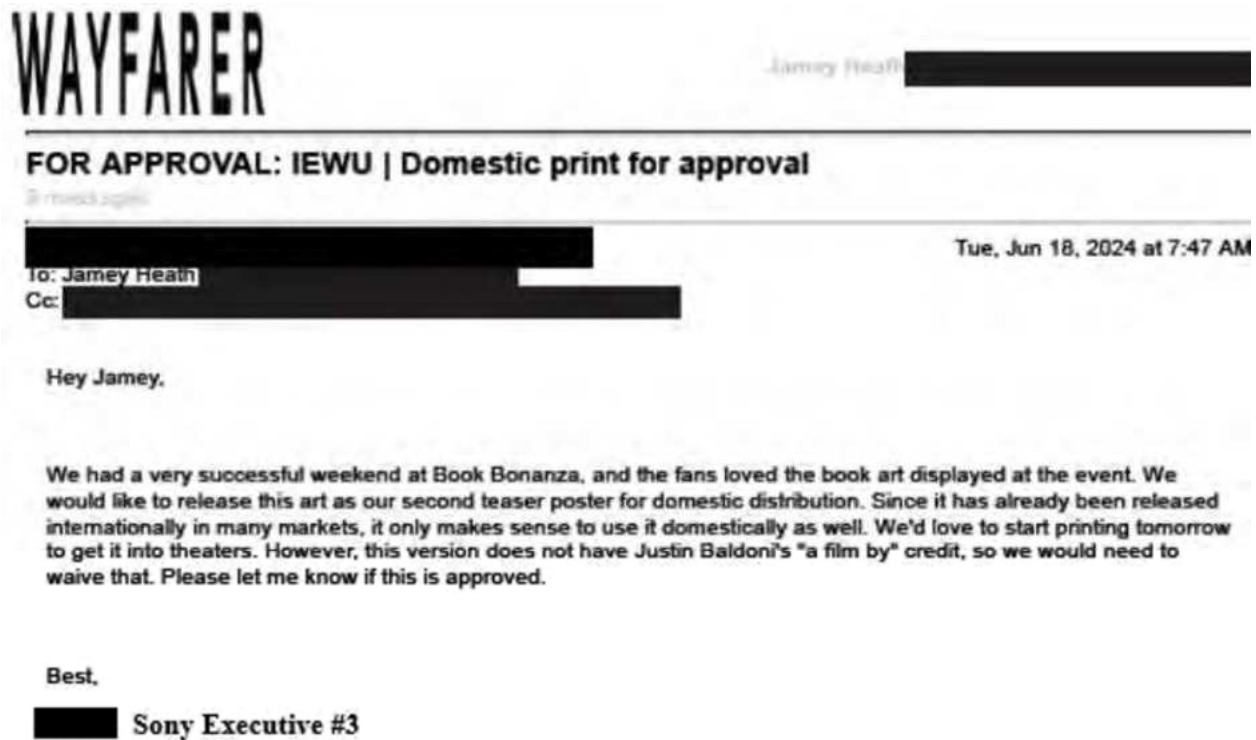 WAYFARER
Jamey Heath
FOR APPROVAL: IEWU | Domestic print for approval
messages
Tue, Jun 18, 2024 at 7:47 AM
To: Jamey Heath
Cc:
Hey Jamey,
We had a very successful weekend at Book Bonanza, and the fans loved the book art displayed at the event. We
would like to release this art as our second teaser poster for domestic distribution. Since it has already been released
internationally in many markets, it only makes sense to use it domestically as well. We'd love to start printing tomorrow
to get it into theaters. However, this version does not have Justin Baldoni's "a film by" credit, so we would need to
waive that. Please let me know if this is approved.
Best,
Sony Executive #3